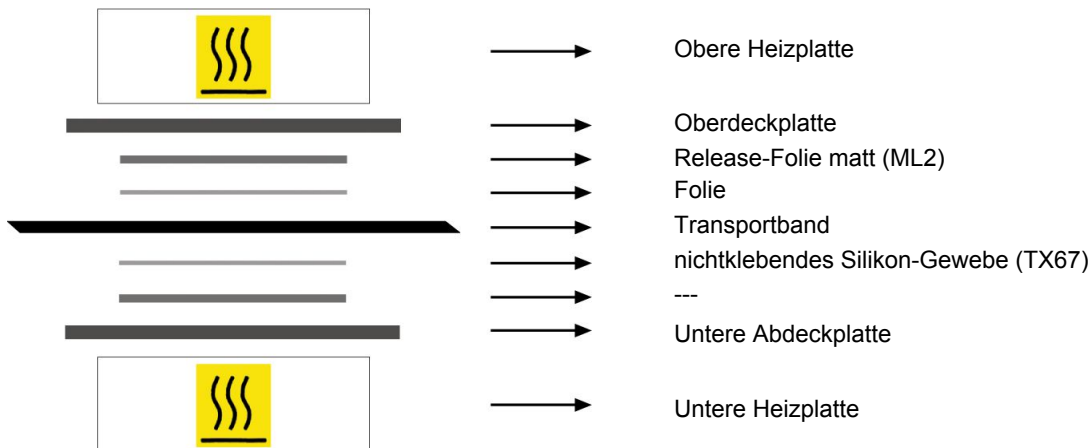 Obere Heizplatte
Oberdeckplatte
Release-Folie matt (ML2)
Folie
Transportband
nichtklebendes Silikon-Gewebe (TX67)
---
Untere Abdeckplatte
Untere Heizplatte